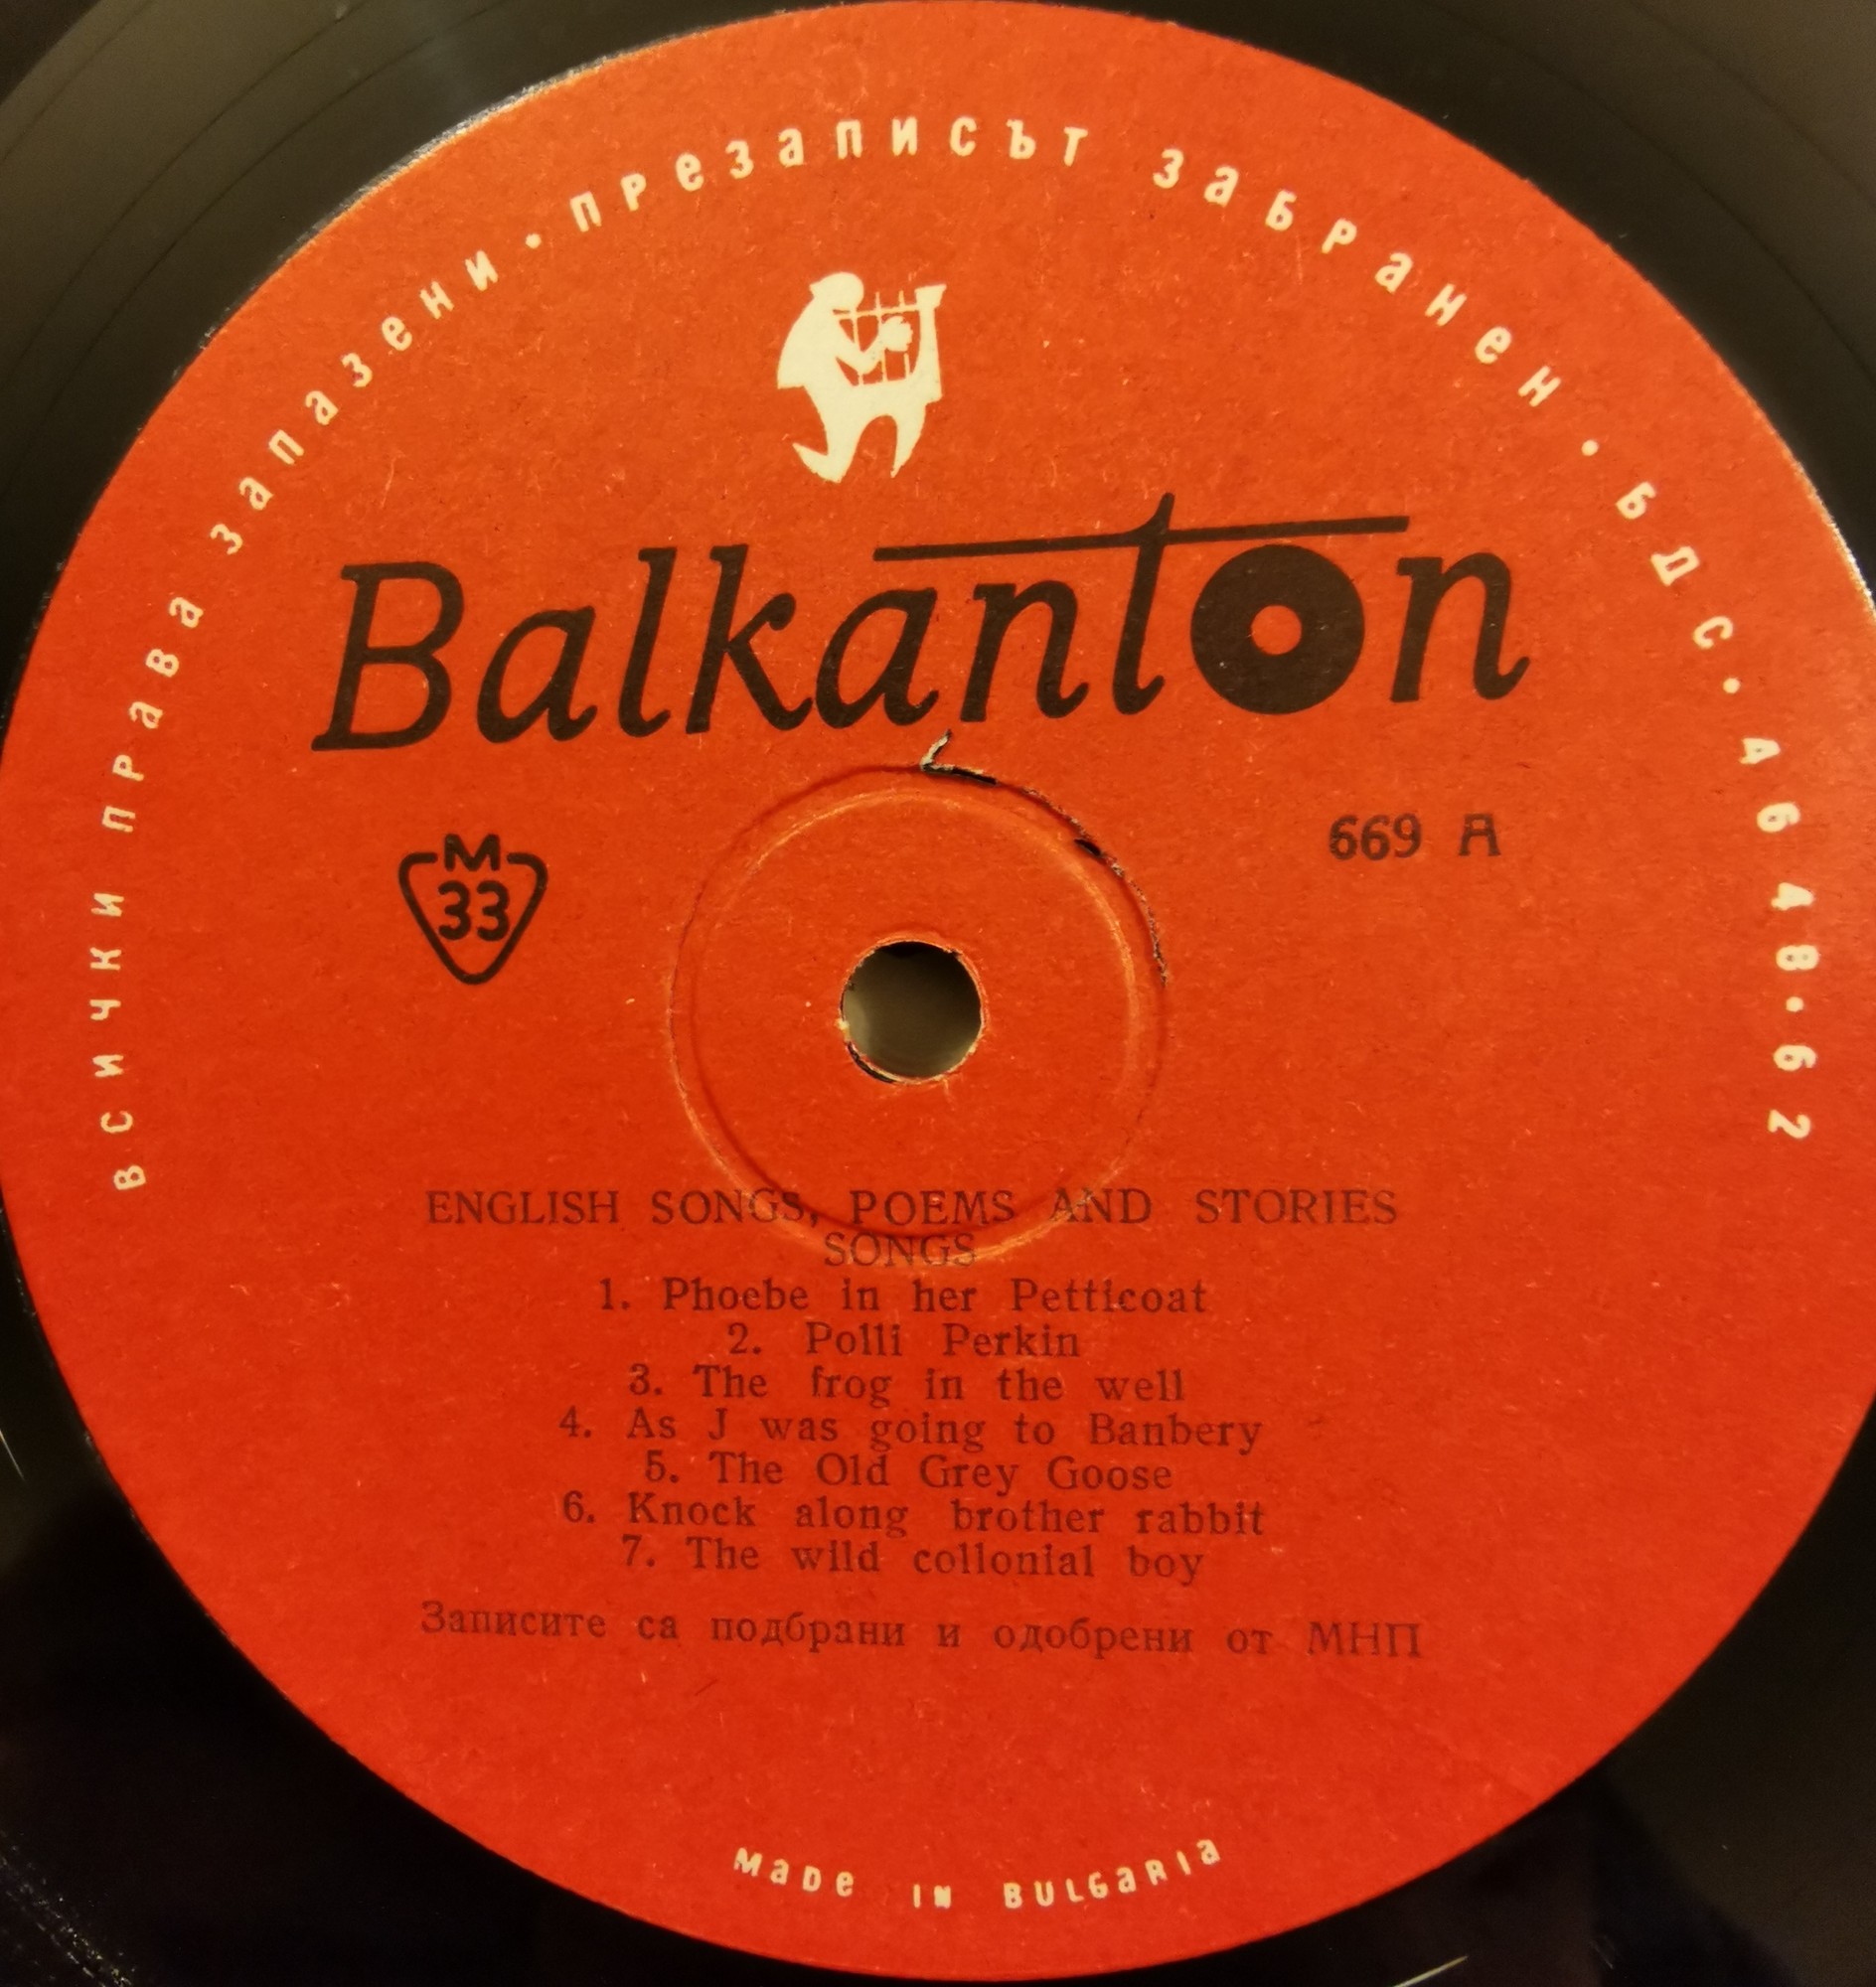 всички права запазени · презаписът забранен · БДС · 4648 · 62
Balkanton
M
33
669 A
ENGLISH SONGS, POEMS AND STORIES
SONGS
1. Phoebe in her Petticoat
2. Polli Perkin
3. The frog in the well
4. As J was going to Banbery
5. The Old Grey Goose
6. Knock along brother rabbit
7. The wild collonial boy
Записите са подбрани и одобрени от МНП
Made in Bulgaria